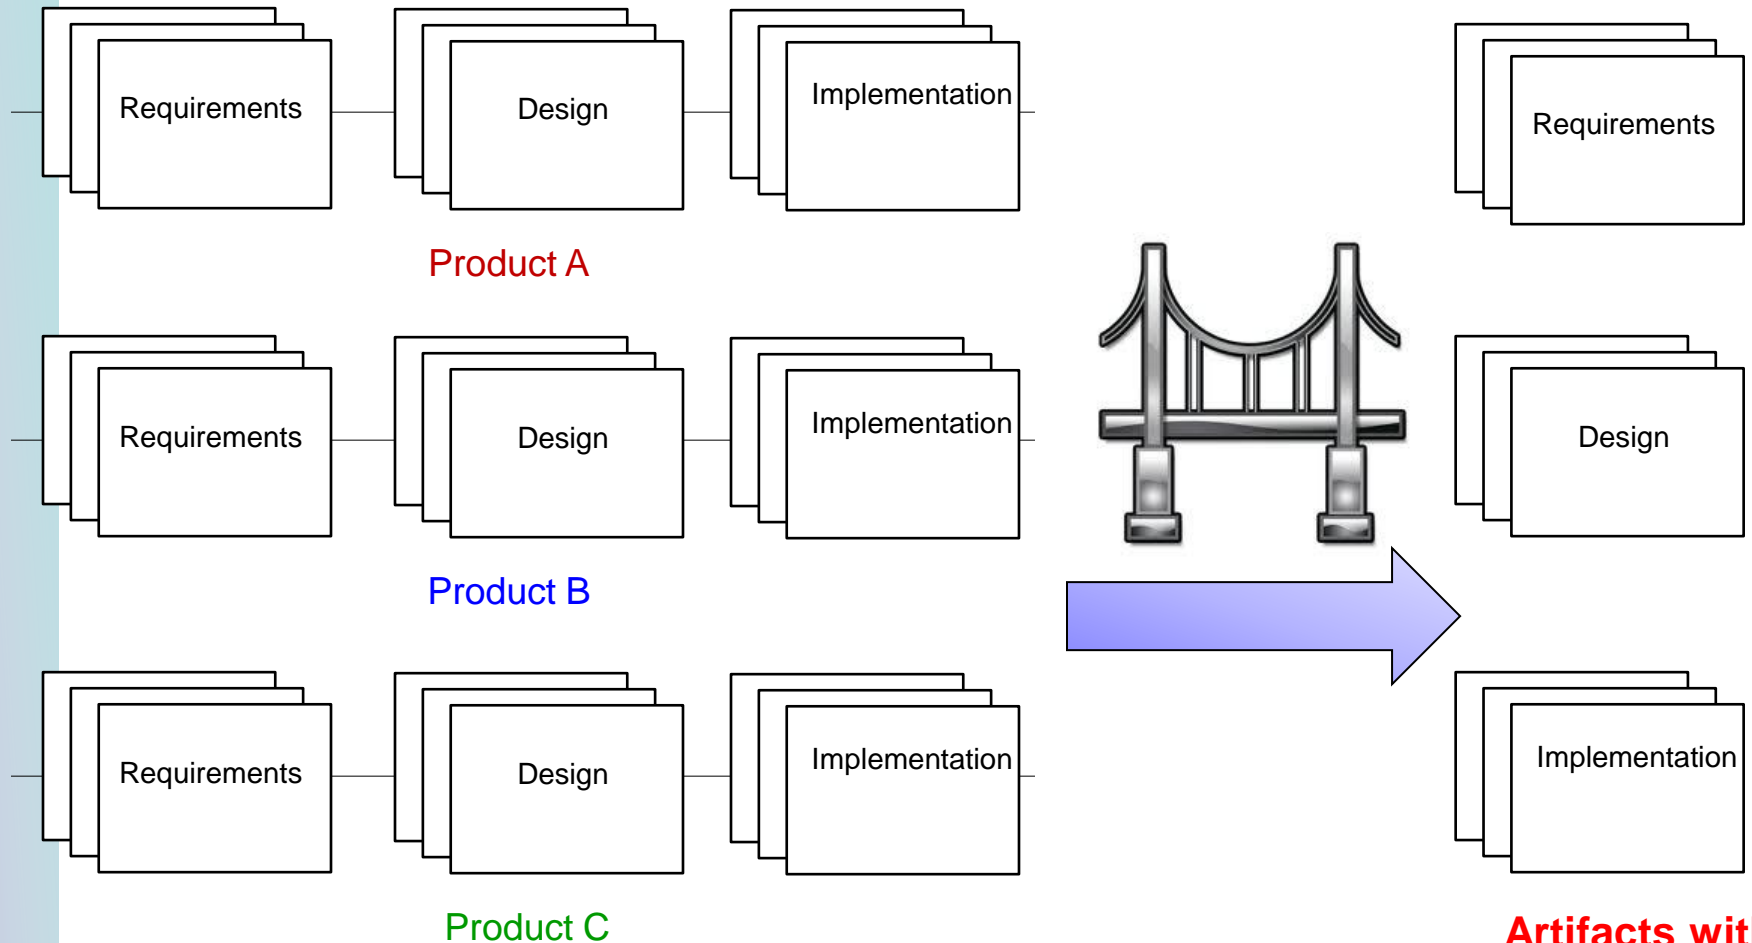 Requirements
Design
Implementation
Requirements
Product A
Requirements
Design
Implementation
Design
Product B
Requirements
Design
Implementation
Implementation
Product C
Artifacts